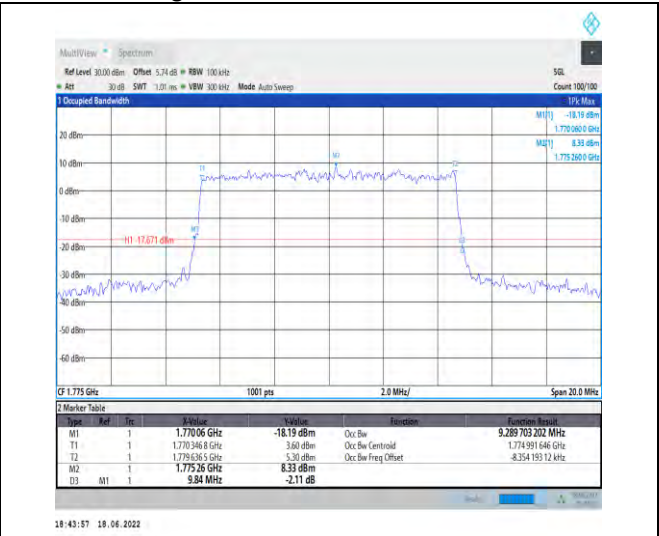 MultiView Spectrum
Ref Level 30.00 dBm Offset 5.74 dB RBW 100 kHz SGL
Att 30 dB SWT 1.01 ms VBW 300 kHz Mode Auto Sweep Count 100/100
1 Occupied Bandwidth 1Pk Max
M1[1] -18.19 dBm
1.770 060 0 GHz
M2[1] 8.33 dBm
1.775 260 0 GHz
20 dBm
10 dBm
0 dBm
-10 dBm
-20 dBm
-30 dBm
-40 dBm
-50 dBm
-60 dBm
T1
M2
T2
M1
H1 -17.671 dBm
CF 1.775 GHz 1001 pts 2.0 MHz/ Span 20.0 MHz
2 Marker Table
Type Ref Trc X-Value Y-Value Function Function Result
M1 1 1.770 06 GHz -18.19 dBm Occ Bw 9.289 703 202 MHz
T1 1 1.770 346 8 GHz 3.60 dBm Occ Bw Centroid 1.774 991 646 GHz
T2 1 1.779 636 5 GHz 5.30 dBm Occ Bw Freq Offset -8.354 193 12 kHz
M2 1 1.775 26 GHz 8.33 dBm
D3 M1 1 9.84 MHz -2.11 dB
18:43:57 18.06.2022